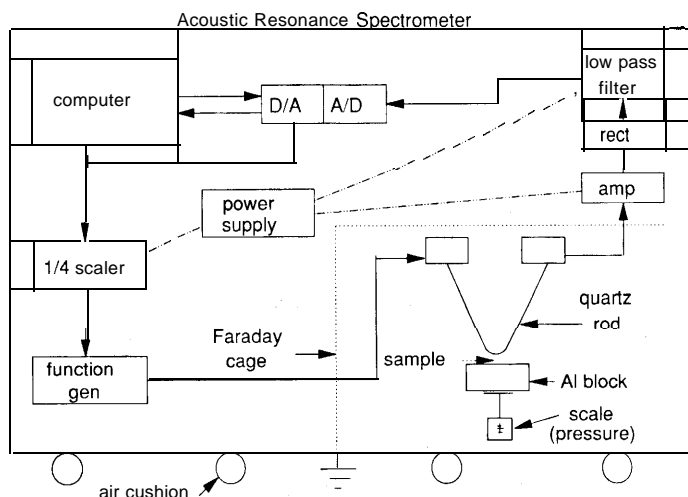 Acoustic Resonance Spectrometer
low pass
filter
computer
D/A
A/D
rect
power
supply
amp
1/4 scaler
quartz
rod
Faraday
cage
sample
function
gen
Al block
scale
(pressure)
air cushion